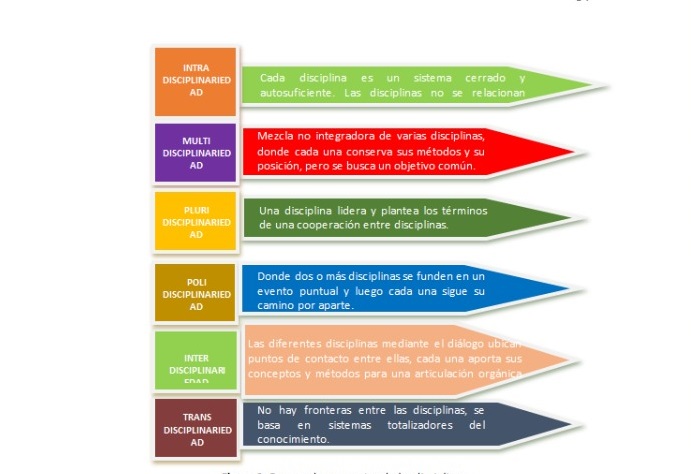 INTRA
DISCIPLINARIED
AD
Cada disciplina es un sistema cerrado y
autosuficiente. Las disciplinas no se relacionan
MULTI
DISCIPLINARIED
AD
Mezcla no integradora de varias disciplinas,
donde cada una conserva sus métodos y su
posición, pero se busca un objetivo común.
PLURI
DISCIPLINARIED
AD
Una disciplina lidera y plantea los términos
de una cooperación entre disciplinas.
POLI
DISCIPLINARIED
AD
Donde dos o más disciplinas se funden en un
evento puntual y luego cada una sigue su
camino por aparte.
INTER
DISCIPLINARI
EDAD
Las diferentes disciplinas mediante el diálogo ubican
puntos de contacto entre ellas, cada una aporta sus
conceptos y métodos para una articulación orgánica
TRANS
DISCIPLINARIED
AD
No hay fronteras entre las disciplinas, se
basa en sistemas totalizadores del
conocimiento.